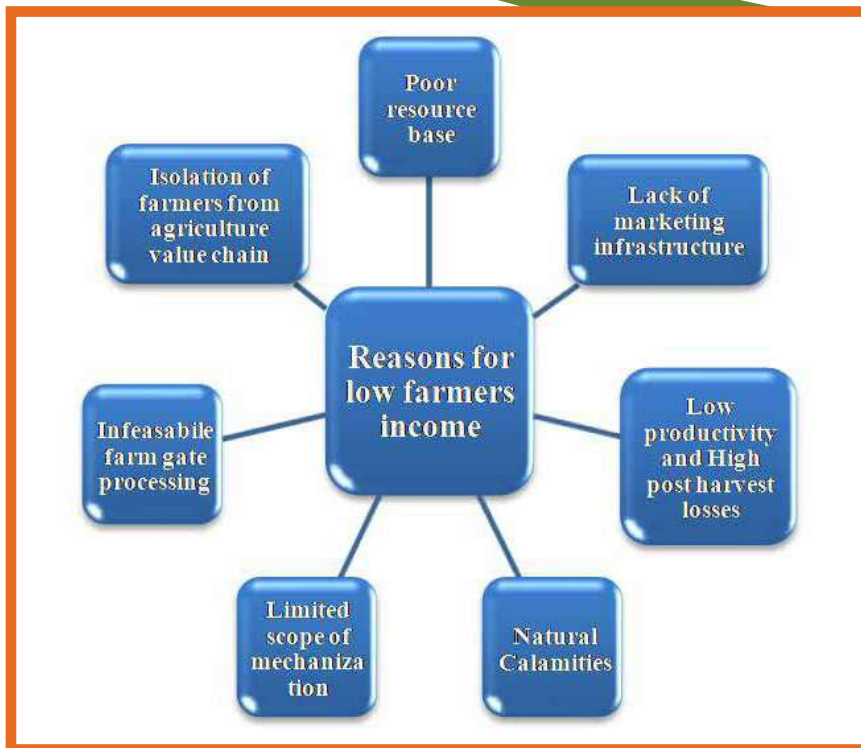 Poor
resource
base
Isolation of
farmers from
agriculture
value chain
Lack of
marketing
infrastructure
Reasons for
low farmers
income
Infeasabile
farm gate
processing
Low
productivity
and High
post harvest
losses
Limited
scope of
mechaniza
tion
Natural
Calamities